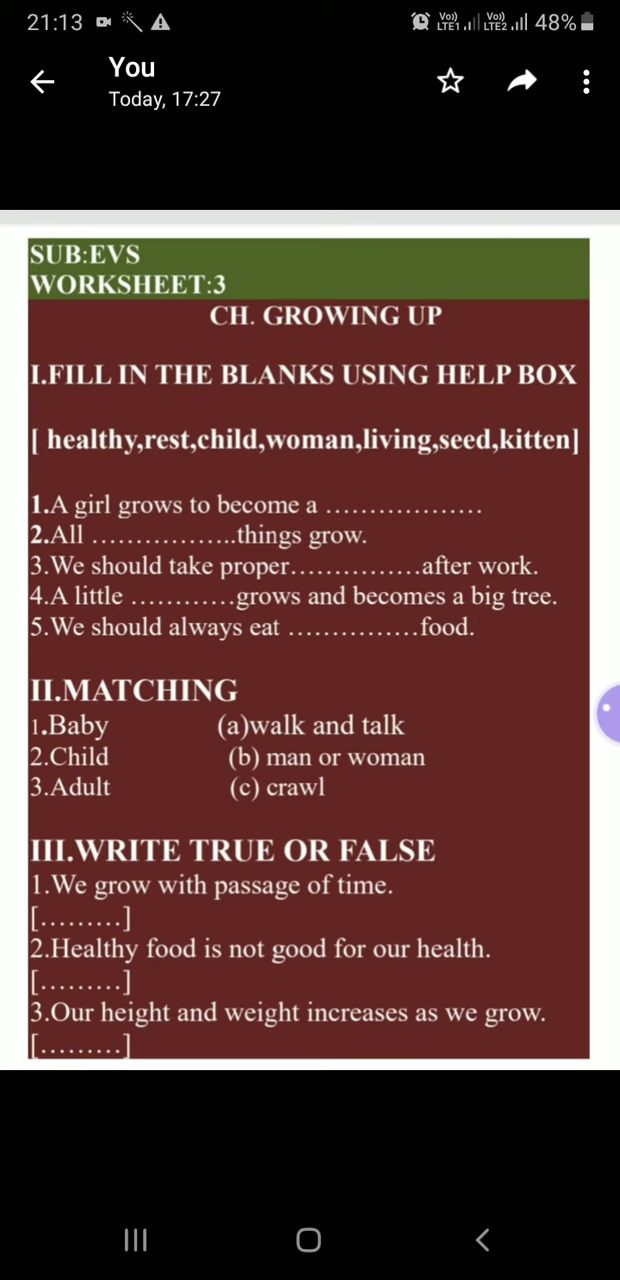 21:13 Vo)) LTE1 Vo)) LTE2 48%
You
Today, 17:27
SUB:EVS
WORKSHEET:3
CH. GROWING UP
I.FILL IN THE BLANKS USING HELP BOX
[ healthy,rest,child,woman,living,seed,kitten]
1.A girl grows to become a ………………
2.All ……………..things grow.
3.We should take proper……………after work.
4.A little ………….grows and becomes a big tree.
5.We should always eat ……………food.
II.MATCHING
1.Baby (a)walk and talk
2.Child (b) man or woman
3.Adult (c) crawl
III.WRITE TRUE OR FALSE
1.We grow with passage of time.
[………]
2.Healthy food is not good for our health.
[………]
3.Our height and weight increases as we grow.
[………]